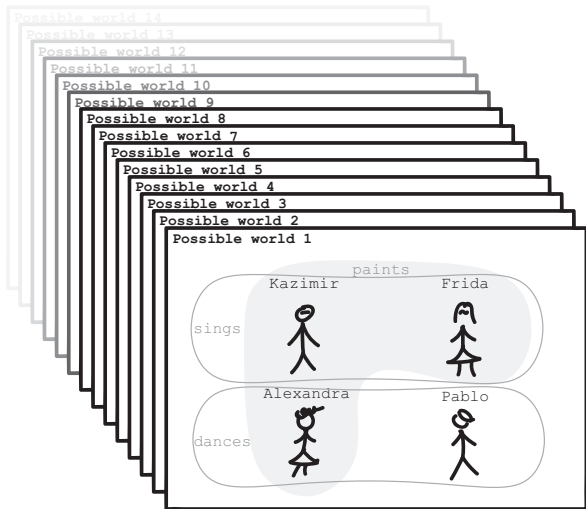 Possible world 14
Possible world 13
Possible world 12
Possible world 11
Possible world 10
Possible world 9
Possible world 8
Possible world 7
Possible world 6
Possible world 5
Possible world 4
Possible world 3
Possible world 2
Possible world 1
paints
Kazimir Frida
sings
Alexandra Pablo
dances